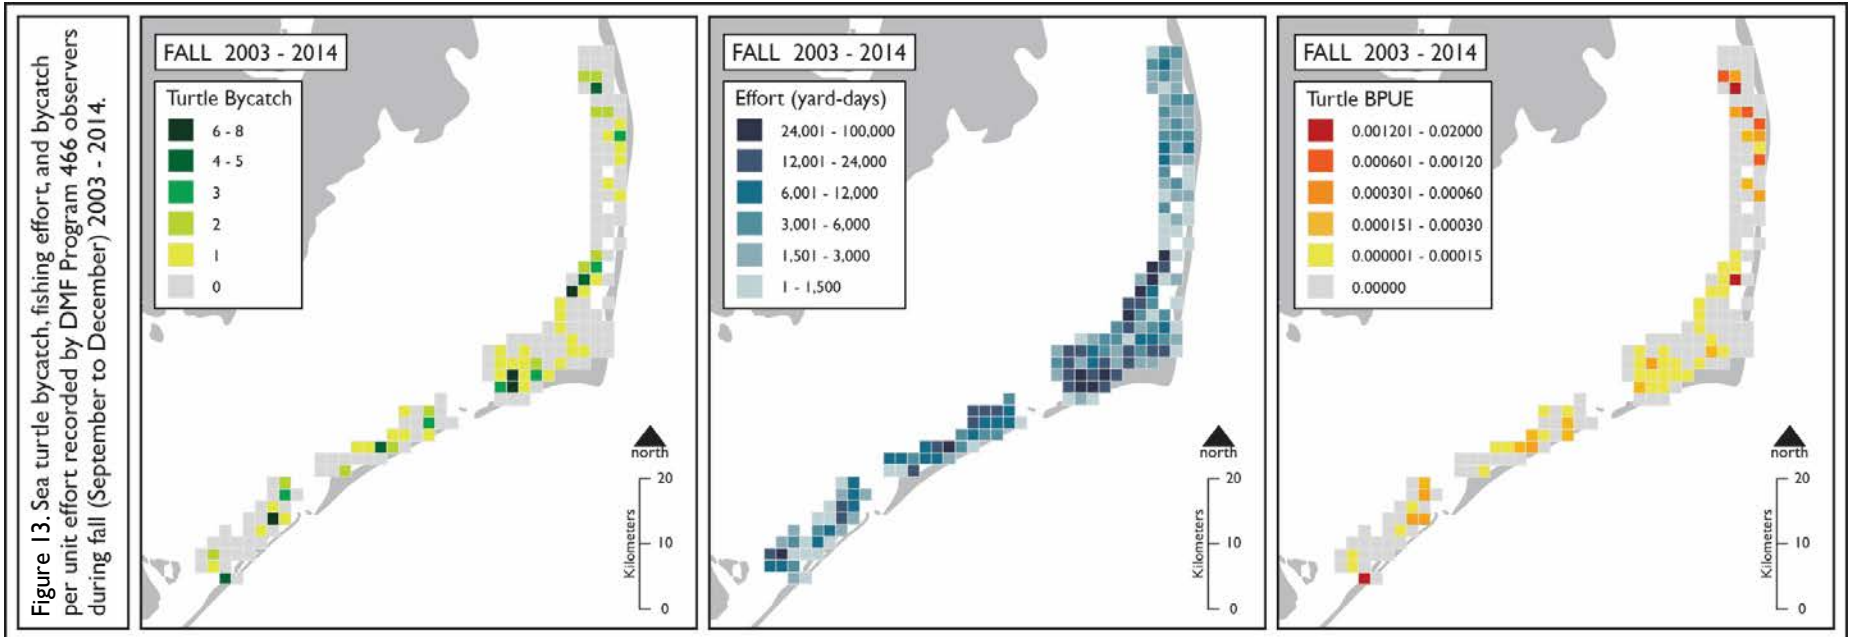 Figure 13. Sea turtle bycatch, fishing effort, and bycatch
per unit effort recorded by DMF Program 466 observers
during fall (September to December) 2003 - 2014.
FALL 2003 - 2014
Turtle Bycatch
6 - 8
4 - 5
3
2
1
0
north
20
10
0
Kilometers
FALL 2003 - 2014
Effort (yard-days)
24,001 - 100,000
12,001 - 24,000
6,001 - 12,000
3,001 - 6,000
1,501 - 3,000
1 - 1,500
north
20
10
0
Kilometers
FALL 2003 - 2014
Turtle BPUE
0.001201 - 0.02000
0.000601 - 0.00120
0.000301 - 0.00060
0.000151 - 0.00030
0.000001 - 0.00015
0.00000
north
20
10
0
Kilometers